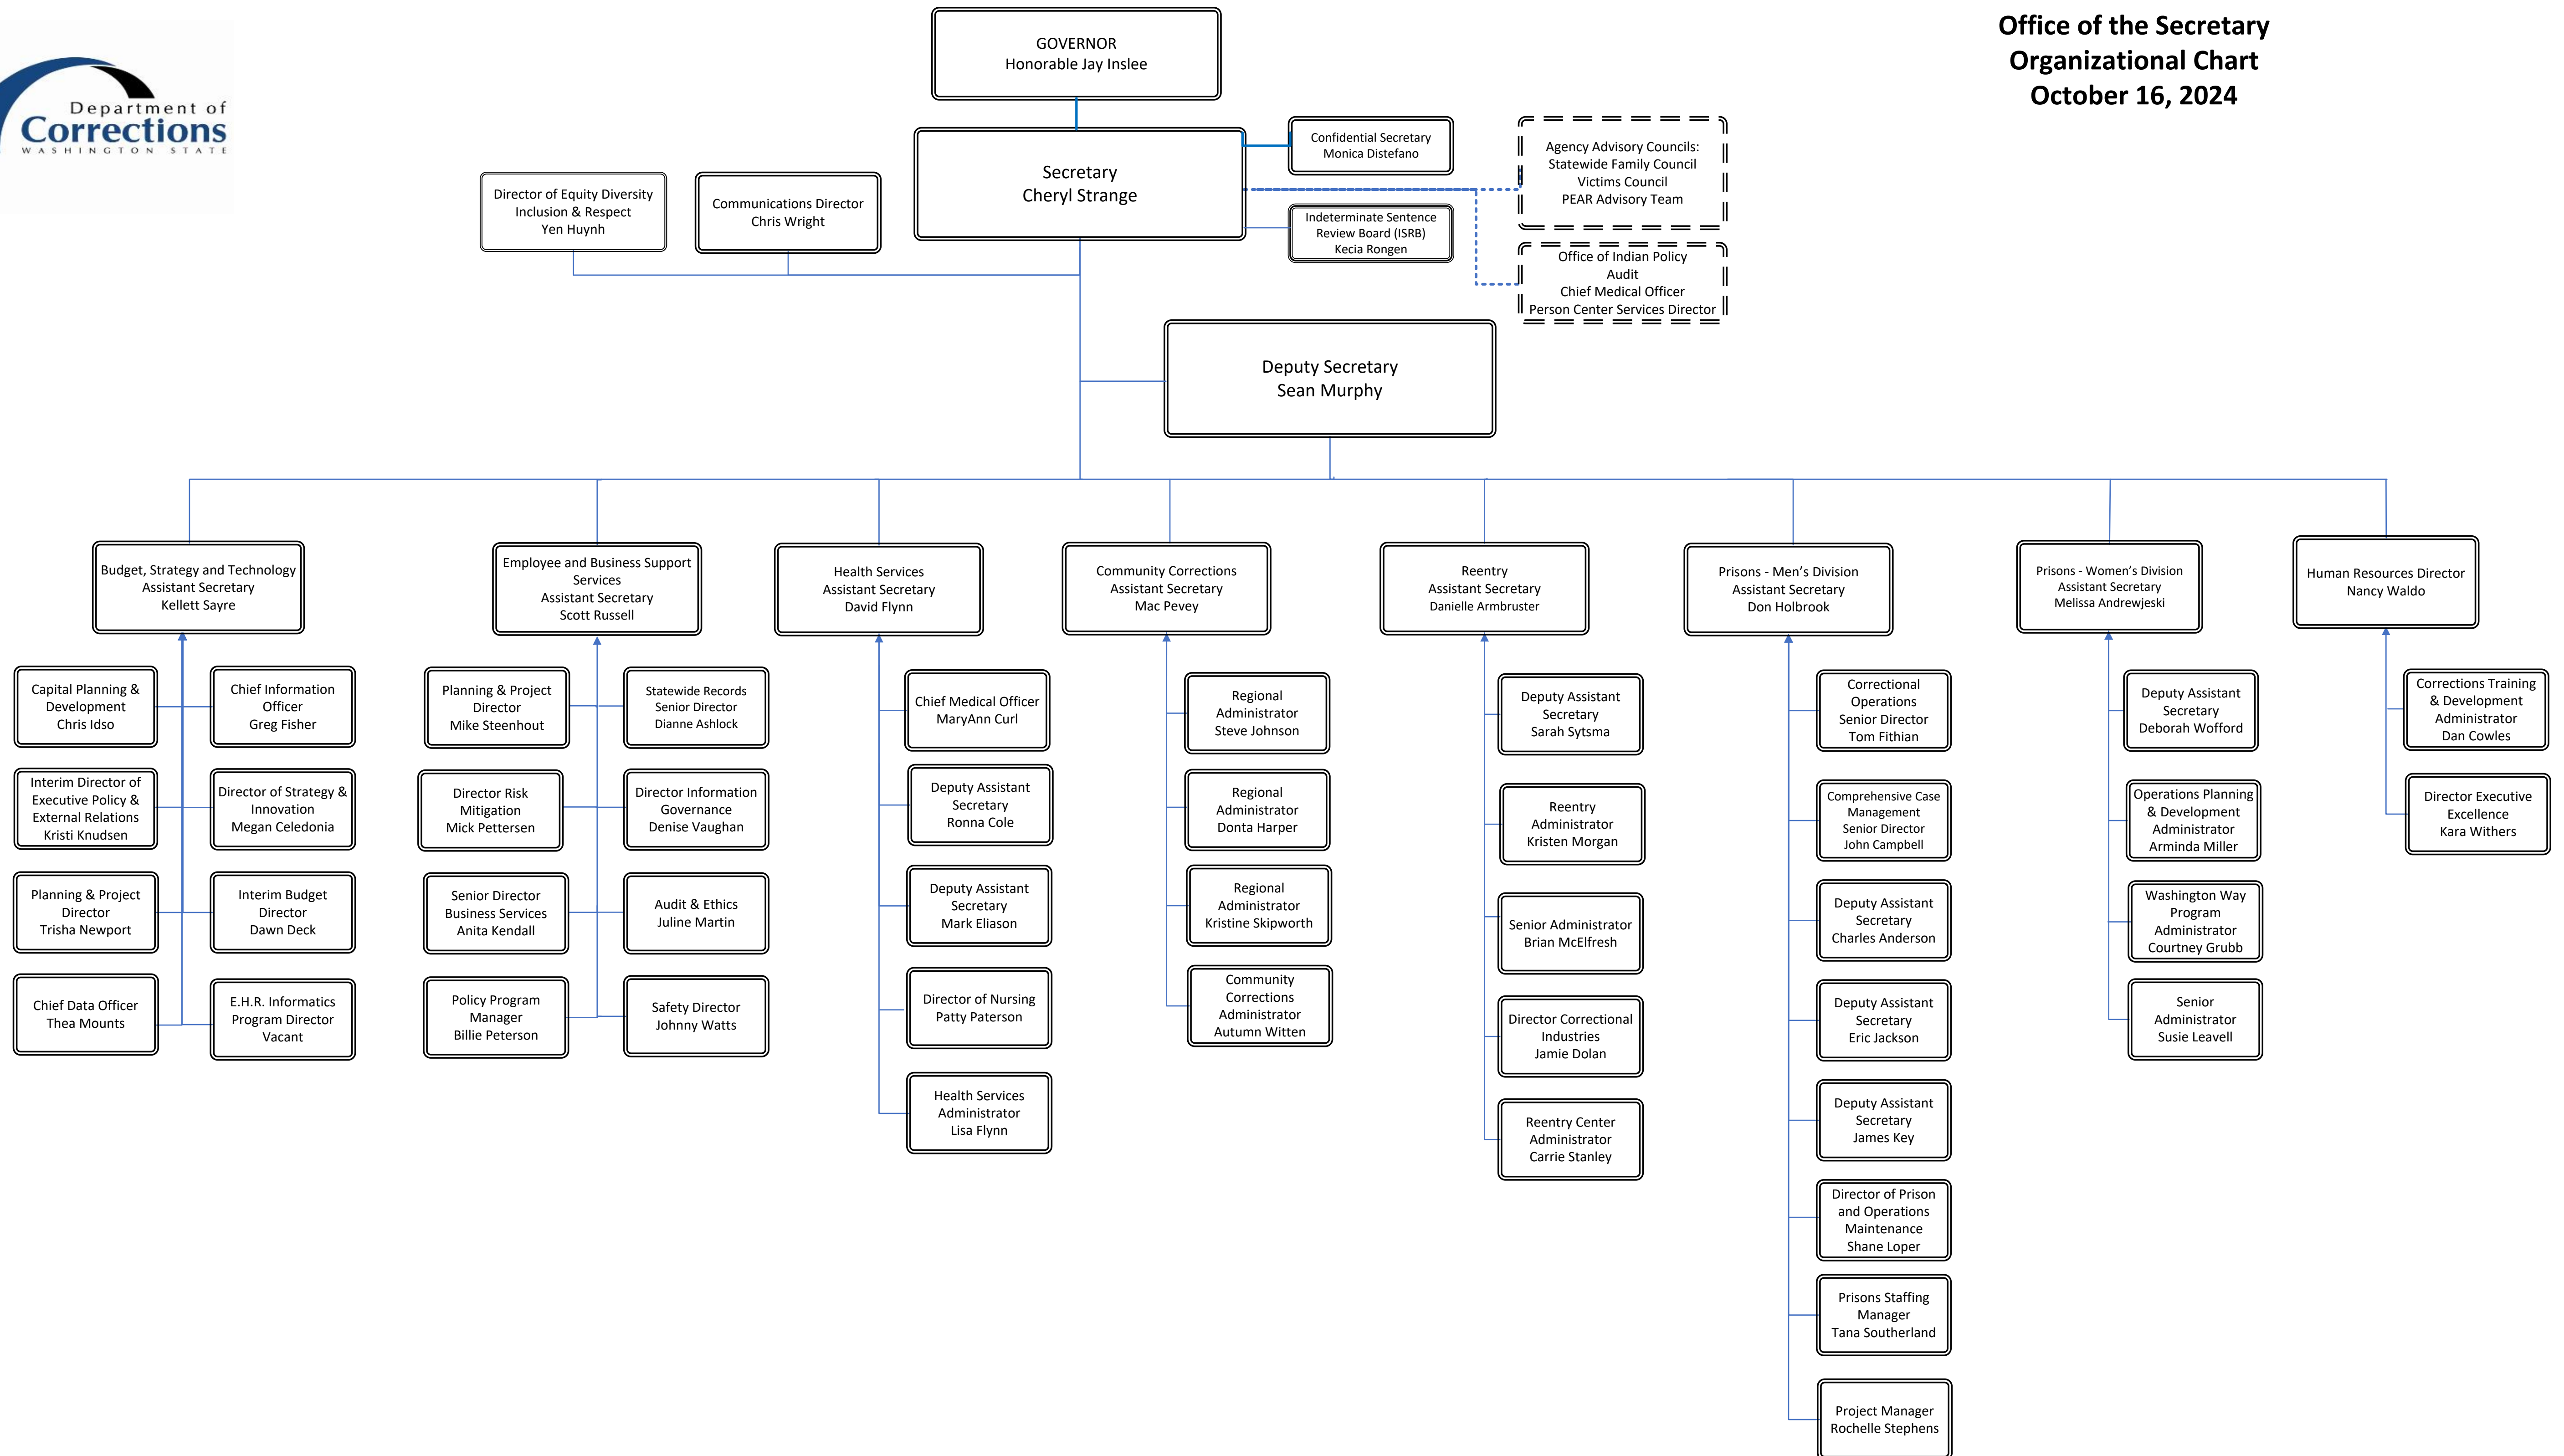 Department of
Corrections
WASHINGTON STATE
Office of the Secretary
Organizational Chart
October 16, 2024
GOVERNOR
Honorable Jay Inslee
Secretary
Cheryl Strange
Confidential Secretary
Monica Distefano
Agency Advisory Councils:
Statewide Family Council
Victims Council
PEAR Advisory Team
Director of Equity Diversity
Inclusion & Respect
Yen Huynh
Communications Director
Chris Wright
Indeterminate Sentence
Review Board (ISRB)
Kecia Rongen
Office of Indian Policy
Audit
Chief Medical Officer
Person Center Services Director
Deputy Secretary
Sean Murphy
Budget, Strategy and Technology
Assistant Secretary
Kellett Sayre
Capital Planning &
Development
Chris Idso
Chief Information
Officer
Greg Fisher
Interim Director of
Executive Policy &
External Relations
Kristi Knudsen
Director of Strategy &
Innovation
Megan Celedonia
Planning & Project
Director
Trisha Newport
Interim Budget
Director
Dawn Deck
Chief Data Officer
Thea Mounts
E.H.R. Informatics
Program Director
Vacant
Employee and Business Support
Services
Assistant Secretary
Scott Russell
Planning & Project
Director
Mike Steenhout
Statewide Records
Senior Director
Dianne Ashlock
Director Risk
Mitigation
Mick Pettersen
Director Information
Governance
Denise Vaughan
Senior Director
Business Services
Anita Kendall
Audit & Ethics
Juline Martin
Policy Program
Manager
Billie Peterson
Safety Director
Johnny Watts
Health Services
Assistant Secretary
David Flynn
Chief Medical Officer
MaryAnn Curl
Deputy Assistant
Secretary
Ronna Cole
Deputy Assistant
Secretary
Mark Eliason
Director of Nursing
Patty Paterson
Health Services
Administrator
Lisa Flynn
Community Corrections
Assistant Secretary
Mac Pevey
Regional
Administrator
Steve Johnson
Regional
Administrator
Donta Harper
Regional
Administrator
Kristine Skipworth
Community
Corrections
Administrator
Autumn Witten
Reentry
Assistant Secretary
Danielle Armbruster
Deputy Assistant
Secretary
Sarah Sytsma
Reentry
Administrator
Kristen Morgan
Senior Administrator
Brian McElfresh
Director Correctional
Industries
Jamie Dolan
Reentry Center
Administrator
Carrie Stanley
Prisons - Men's Division
Assistant Secretary
Don Holbrook
Correctional
Operations
Senior Director
Tom Fithian
Comprehensive Case
Management
Senior Director
John Campbell
Deputy Assistant
Secretary
Charles Anderson
Deputy Assistant
Secretary
Eric Jackson
Deputy Assistant
Secretary
James Key
Director of Prison
and Operations
Maintenance
Shane Loper
Prisons Staffing
Manager
Tana Southerland
Project Manager
Rochelle Stephens
Prisons - Women's Division
Assistant Secretary
Melissa Andrewjeski
Deputy Assistant
Secretary
Deborah Wofford
Operations Planning
& Development
Administrator
Arminda Miller
Washington Way
Program
Administrator
Courtney Grubb
Senior
Administrator
Susie Leavell
Human Resources Director
Nancy Waldo
Corrections Training
& Development
Administrator
Dan Cowles
Director Executive
Excellence
Kara Withers